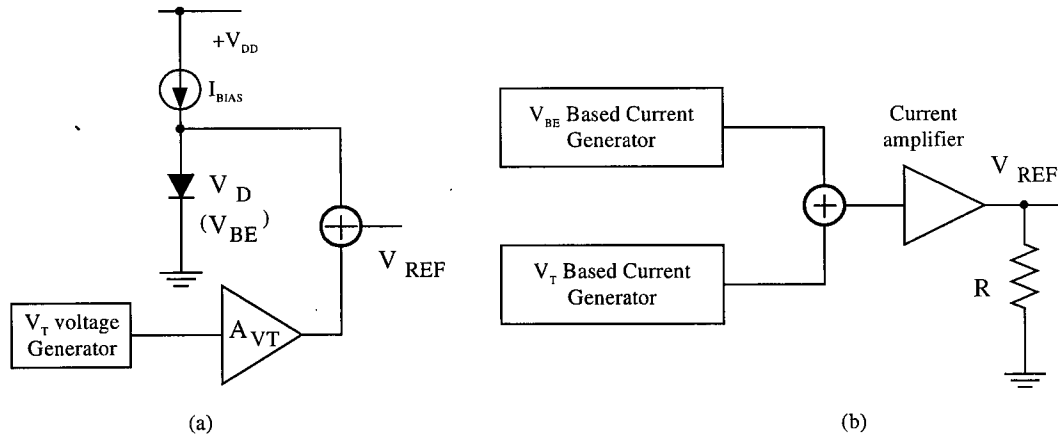 +V_DD
I_BIAS
V_D
(V_BE)
V_REF
V_T voltage
Generator
A_VT
(a)
V_BE Based Current
Generator
V_T Based Current
Generator
Current
amplifier
V_REF
R
(b)